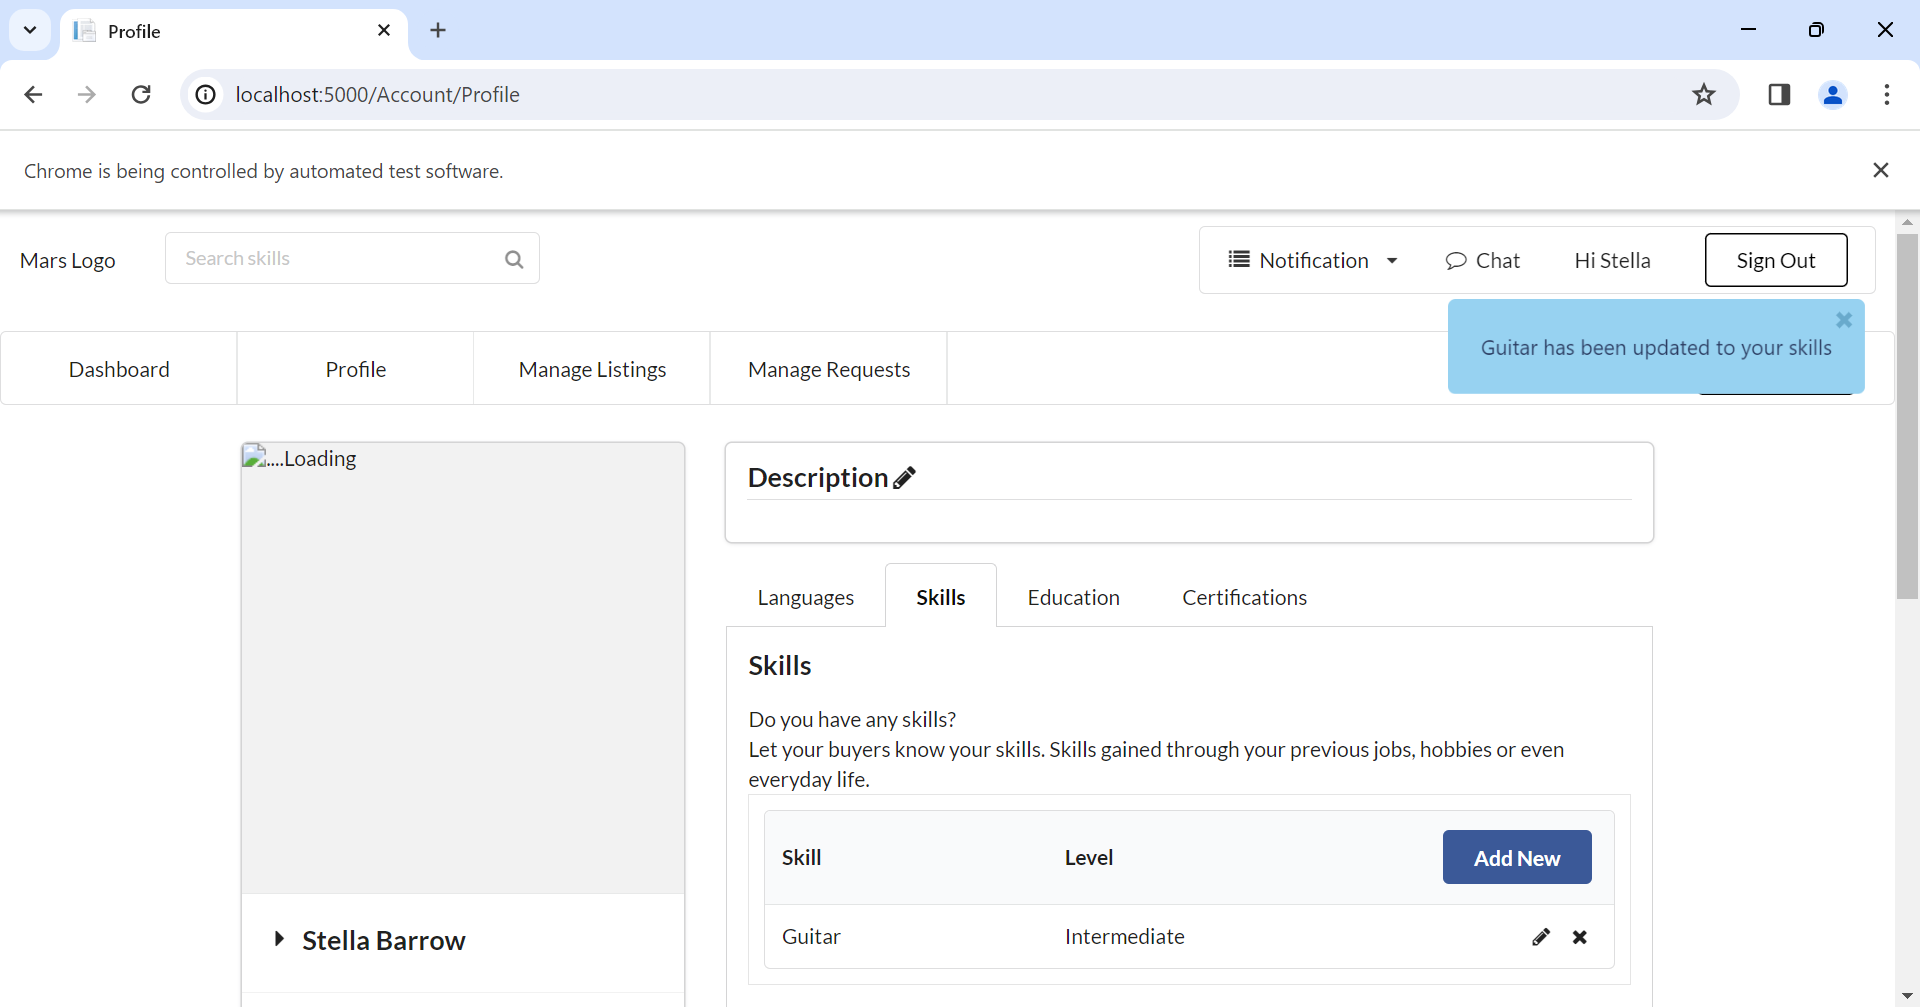 Profile
localhost:5000/Account/Profile
Chrome is being controlled by automated test software.
Mars Logo
Search skills
Notification
Chat
Hi Stella
Sign Out
Guitar has been updated to your skills
Dashboard
Profile
Manage Listings
Manage Requests
....Loading
Description
Languages
Skills
Education
Certifications
Skills
Do you have any skills?
Let your buyers know your skills. Skills gained through your previous jobs, hobbies or even
everyday life.
Skill
Level
Add New
Guitar
Intermediate
Stella Barrow